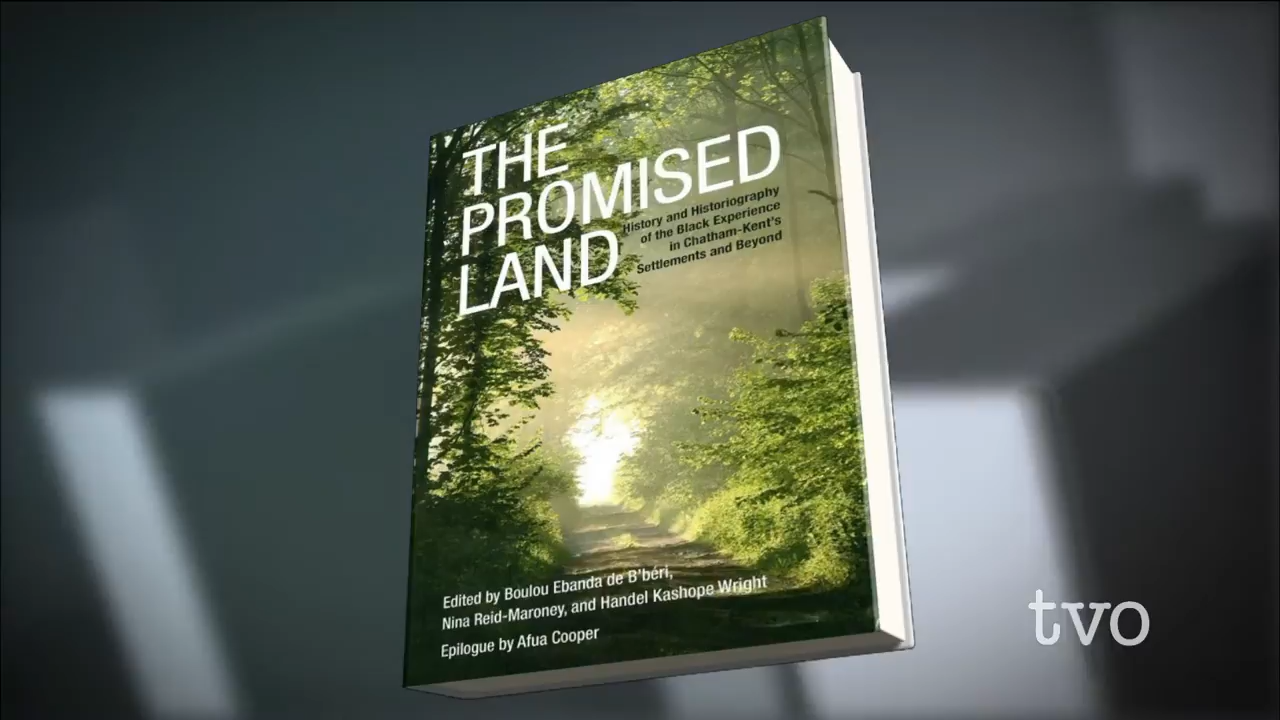 THE
PROMISED
LAND
History and Historiography
of the Black Experience
in Chatham-Kent's
Settlements and Beyond
Edited by Boulou Ebanda de B'béri,
Nina Reid-Maroney, and Handel Kashope Wright
Epilogue by Afua Cooper
tvo